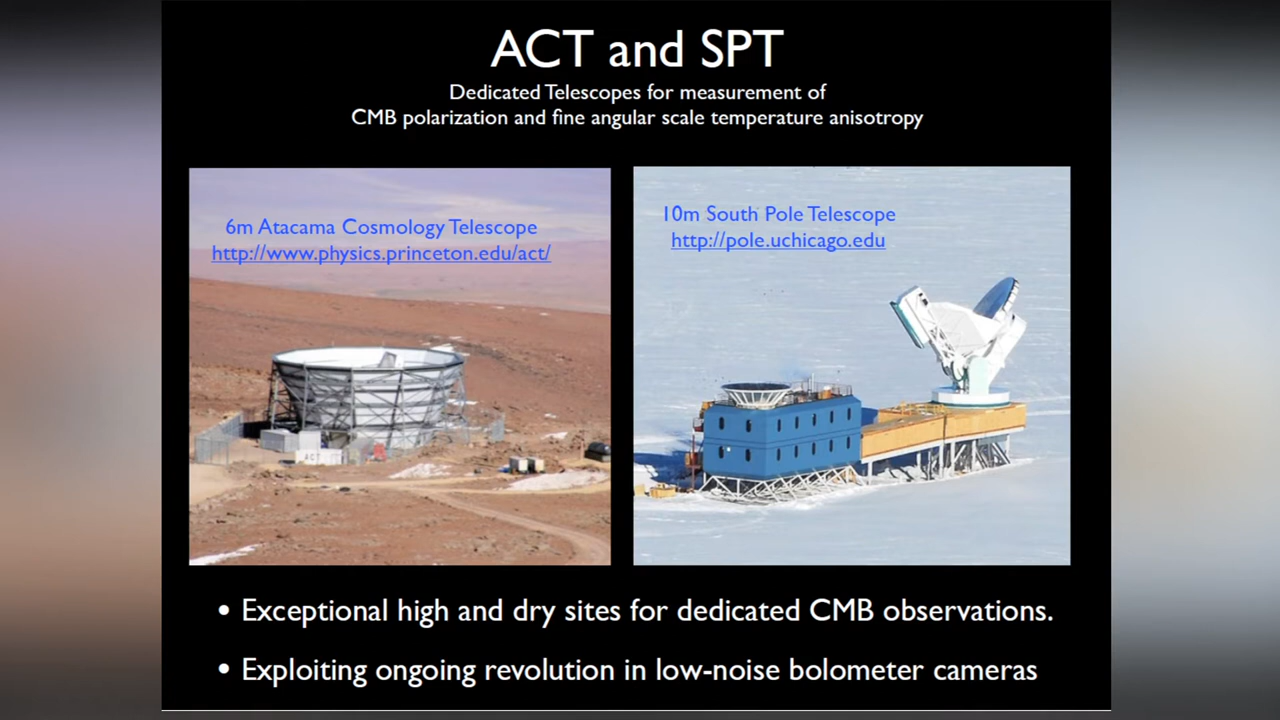 ACT and SPT
Dedicated Telescopes for measurement of
CMB polarization and fine angular scale temperature anisotropy
6m Atacama Cosmology Telescope
http://www.physics.princeton.edu/act/
10m South Pole Telescope
http://pole.uchicago.edu
ACT
• Exceptional high and dry sites for dedicated CMB observations.
• Exploiting ongoing revolution in low-noise bolometer cameras